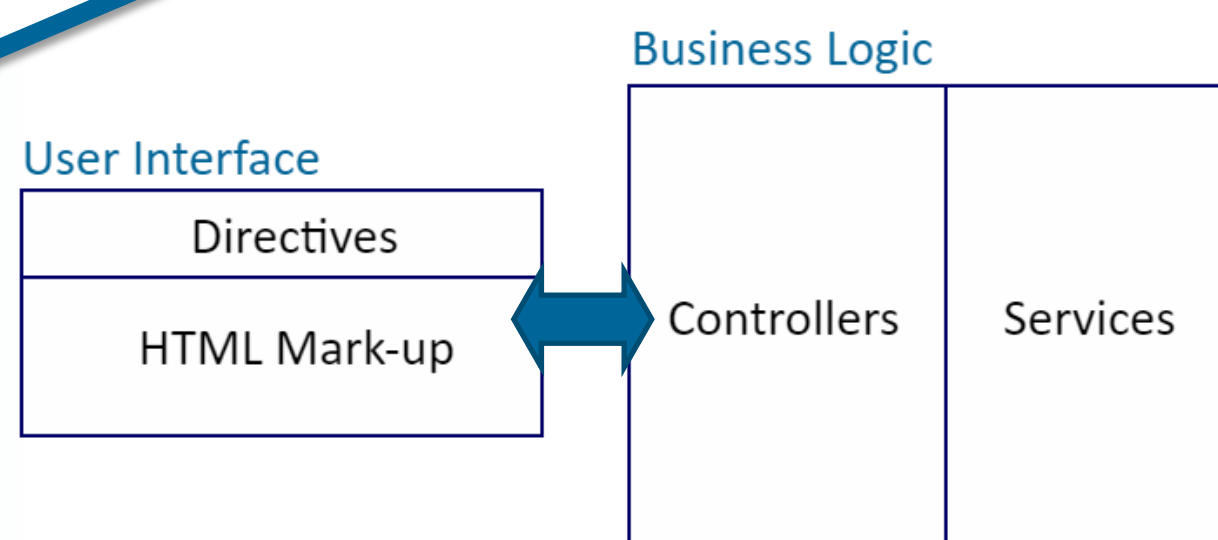 Business Logic
User Interface
Directives
HTML Mark-up
Controllers
Services